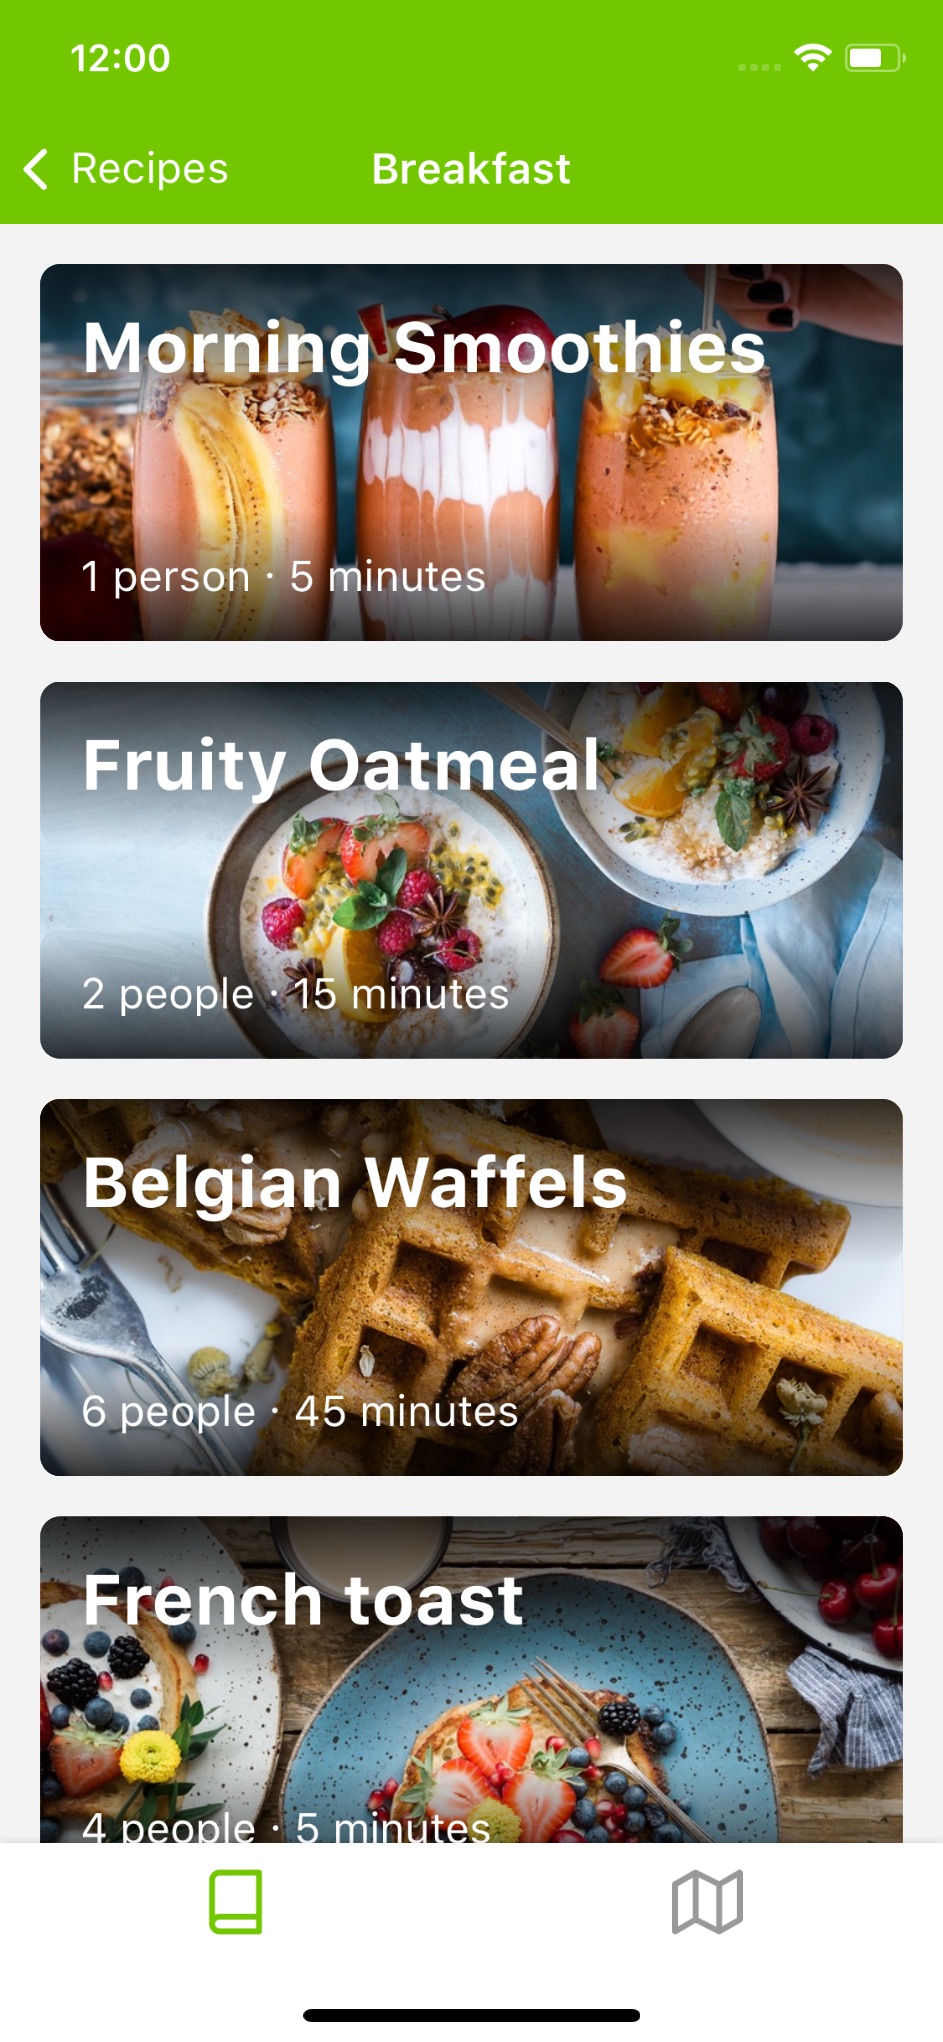 12:00
Recipes
Breakfast
Morning Smoothies
1 person · 5 minutes
Fruity Oatmeal
2 people · 15 minutes
Belgian Waffels
6 people · 45 minutes
French toast
4 people · 5 minutes